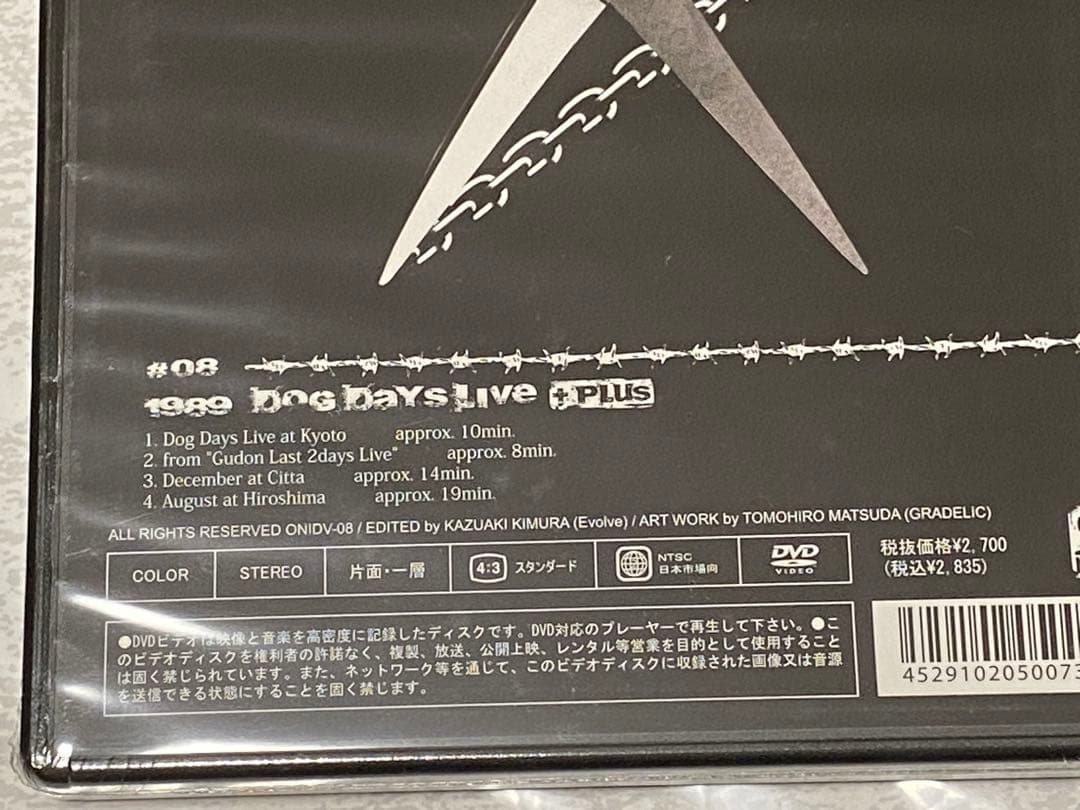 #08
1989 DOG DAYS LIVE +PLUS
1. Dog Days Live at Kyoto approx. 10min.
2. from "Gudon Last 2days Live" approx. 8min.
3. December at Citta approx. 14min.
4. August at Hiroshima approx. 19min.
ALL RIGHTS RESERVED ONIDV-08 / EDITED by KAZUAKI KIMURA (Evolve) / ART WORK by TOMOHIRO MATSUDA (GRADELIC)
COLOR STEREO 片面・一層 4:3 スタンダード NTSC 日本市場向 DVD VIDEO
税抜価格¥2,700
(税込¥2,835)
●DVDビデオは映像と音楽を高密度に記録したディスクです。DVD対応のプレーヤーで再生して下さい。●こ
のビデオディスクを権利者の許諾なく、複製、放送、公開上映、レンタル等営業を目的として使用すること
は固く禁じられています。また、ネットワーク等を通じて、このビデオディスクに収録された画像又は音源
を送信できる状態にすることを固く禁じます。
4529102050073